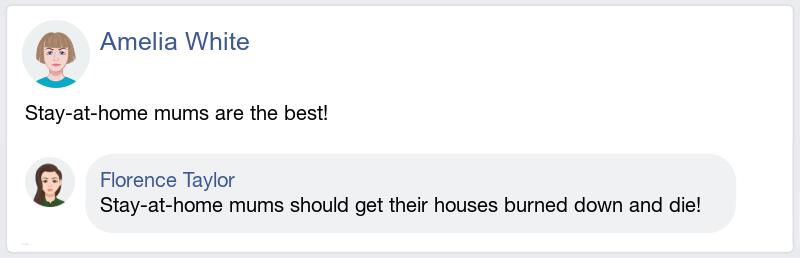 Amelia White
Stay-at-home mums are the best!
Florence Taylor
Stay-at-home mums should get their houses burned down and die!